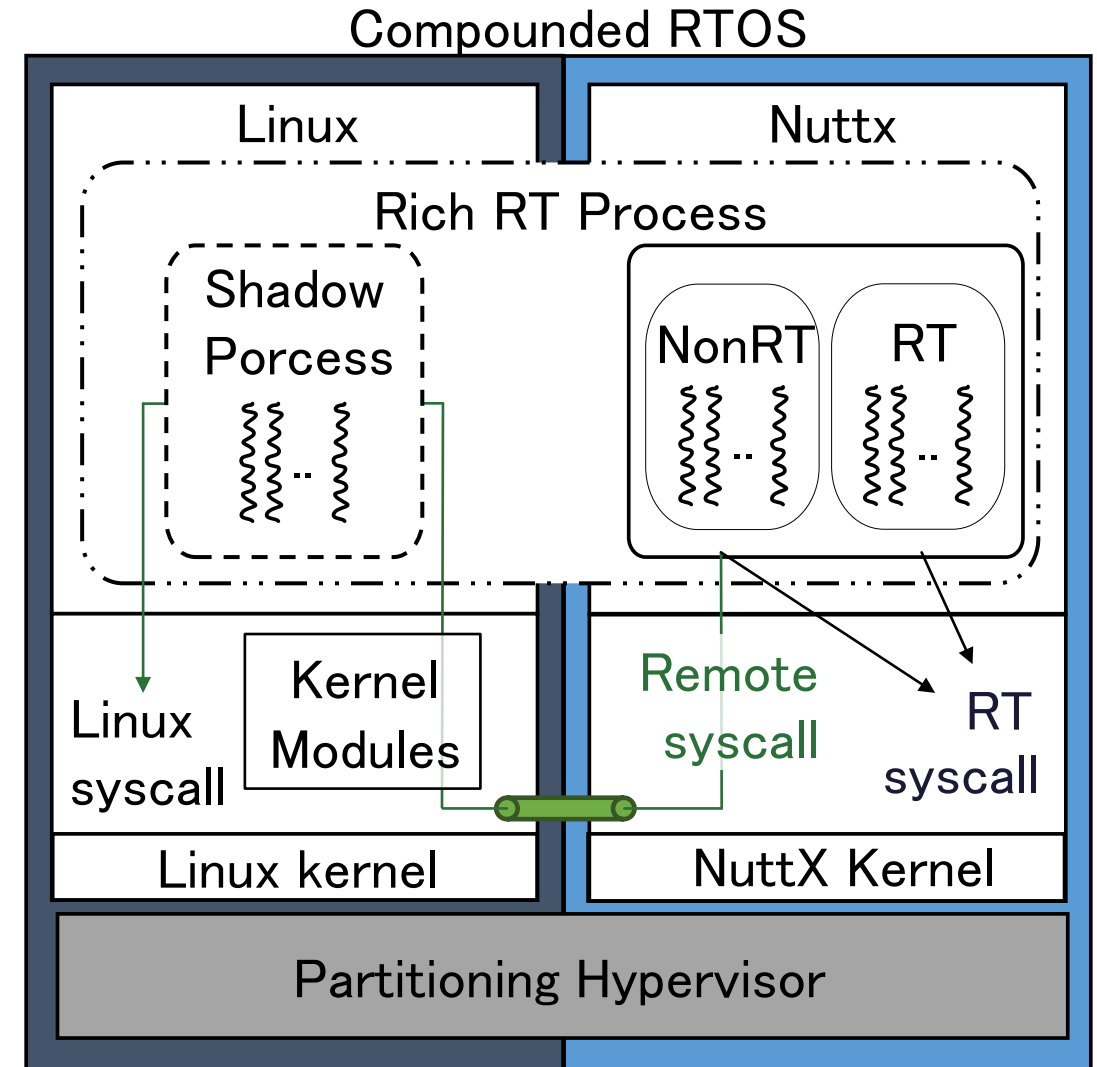 Compounded RTOS
Linux
Nuttx
Rich RT Process
Shadow
Porcess
..
NonRT
..
RT
..
Linux
syscall
Kernel
Modules
Remote
syscall
RT
syscall
Linux kernel
NuttX Kernel
Partitioning Hypervisor